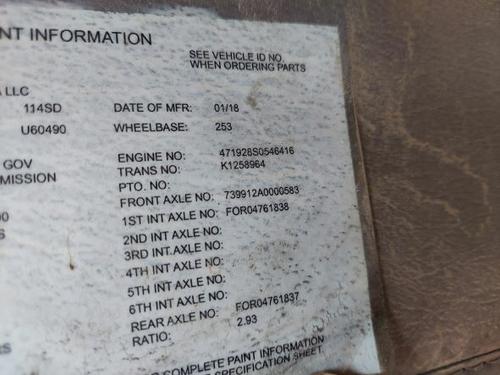 NT INFORMATION
SEE VEHICLE ID NO.
WHEN ORDERING PARTS
LLC
114SD DATE OF MFR: 01/18
U60490 WHEELBASE: 253
GOV ENGINE NO: 471928S0546416
MISSION TRANS NO: K1258964
PTO. NO:
FRONT AXLE NO: 739912A0000583
1ST INT AXLE NO: FOR04761838
2ND INT AXLE NO:
3RD INT.AXLE NO:
4TH INT AXLE NO:
5TH INT AXLE NO:
6TH INT AXLE NO:
REAR AXLE NO: FOR04761837
RATIO: 2.93
COMPLETE PAINT INFORMATION
SPECIFICATION SHEET.